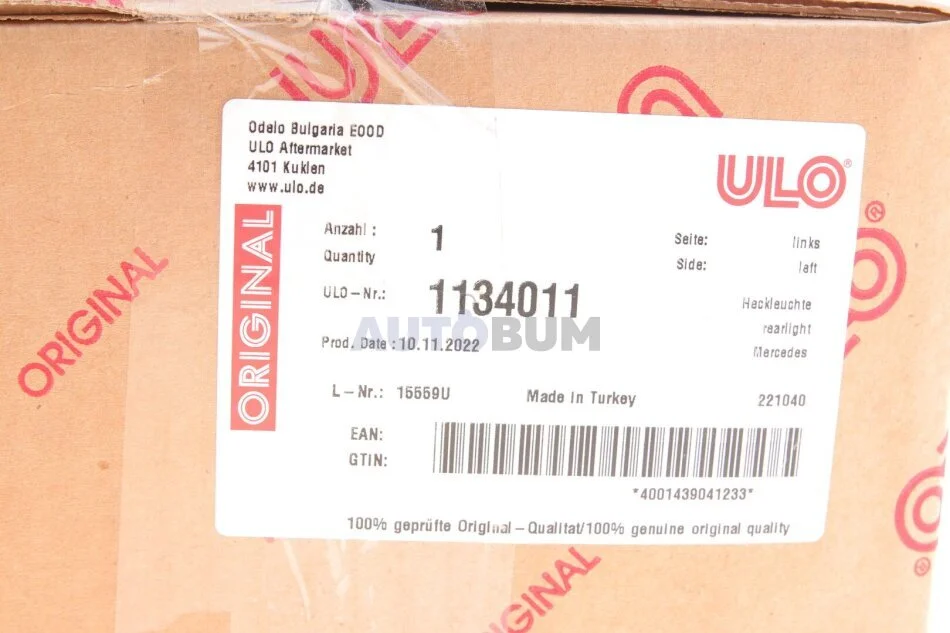 Odelo Bulgaria EOOD
ULO Aftermarket
4101 Kuklen
www.ulo.de
ULO®
ORIGINAL
Anzahl :
Quantity
1
Seite: links
Side: left
ULO-Nr.: 1134011
Heckleuchte
rearlight
Mercedes
AUTOBUM
Prod. Date : 10.11.2022
L-Nr.: 15559U
Made in Turkey
221040
EAN:
GTIN:
*4001439041233*
100% geprüfte Original-Qualitat/100% genuine original quality
ORIGINAL
ORIGINAL